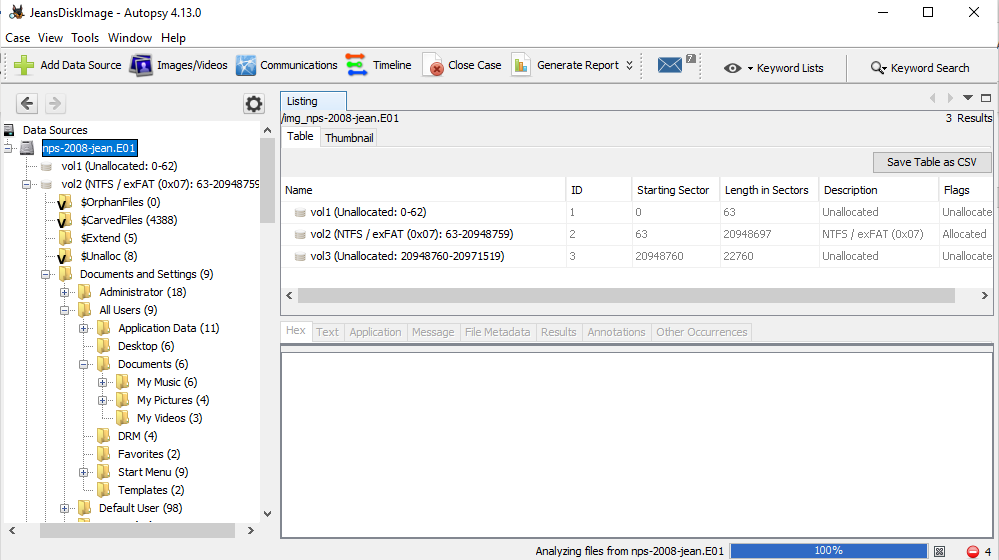 JeansDiskImage - Autopsy 4.13.0
Case View Tools Window Help
Add Data Source Images/Videos Communications Timeline Close Case Generate Report 7 Keyword Lists Keyword Search
Listing
/img_nps-2008-jean.E01 3 Results
Table Thumbnail
Save Table as CSV
Name ID Starting Sector Length in Sectors Description Flags
vol1 (Unallocated: 0-62) 1 0 63 Unallocated Unallocate
vol2 (NTFS / exFAT (0x07): 63-20948759) 2 63 20948697 NTFS / exFAT (0x07) Allocated
vol3 (Unallocated: 20948760-20971519) 3 20948760 22760 Unallocated Unallocate
Hex Text Application Message File Metadata Results Annotations Other Occurrences
Data Sources
nps-2008-jean.E01
vol1 (Unallocated: 0-62)
vol2 (NTFS / exFAT (0x07): 63-20948759
$OrphanFiles (0)
$CarvedFiles (4388)
$Extend (5)
$Unalloc (8)
Documents and Settings (9)
Administrator (18)
All Users (9)
Application Data (11)
Desktop (6)
Documents (6)
My Music (6)
My Pictures (4)
My Videos (3)
DRM (4)
Favorites (2)
Start Menu (9)
Templates (2)
Default User (98)
Analyzing files from nps-2008-jean.E01 100% 4